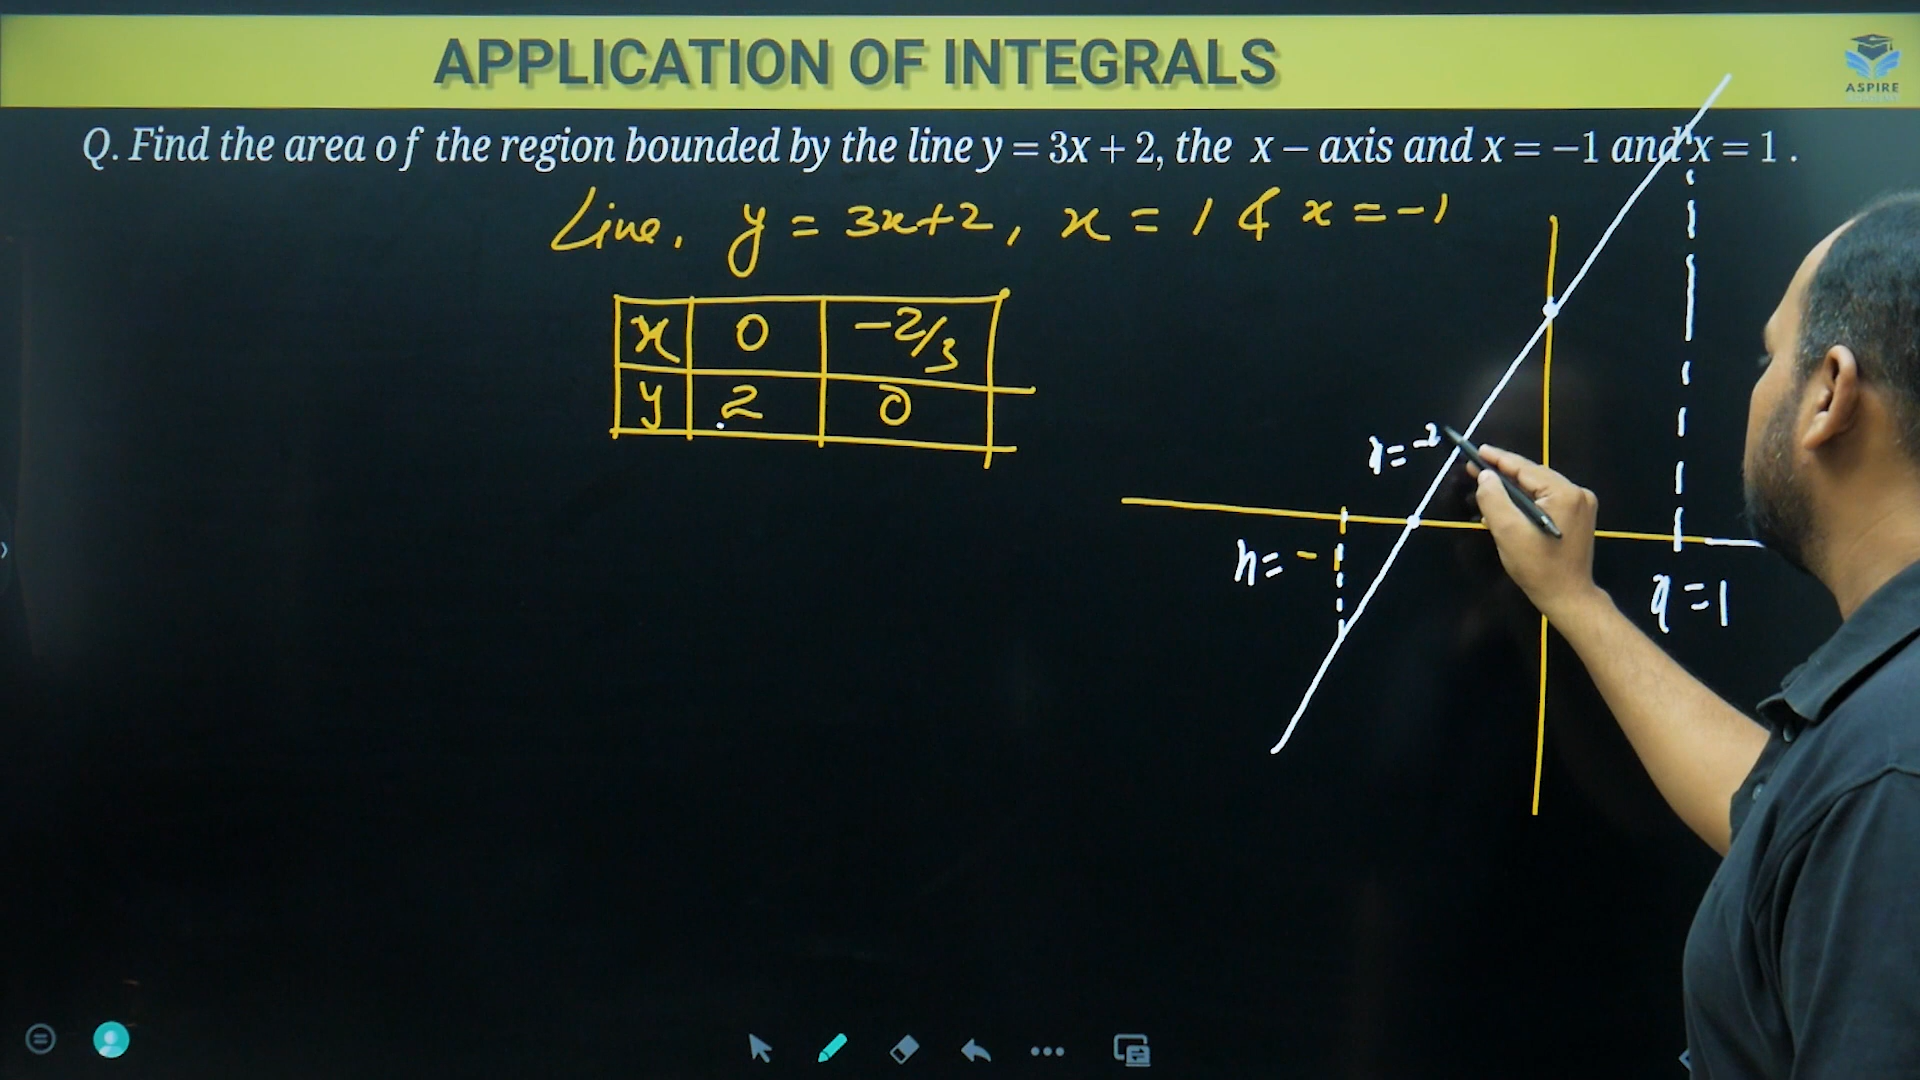 APPLICATION OF INTEGRALS
ASPIRE
Q. Find the area of the region bounded by the line y = 3x + 2, the x − axis and x = −1 and x = 1 .
Line. y = 3x+2, x = 1 & x = -1
x 0 -2/3
y 2 0
x = -2
x = -1
x = 1